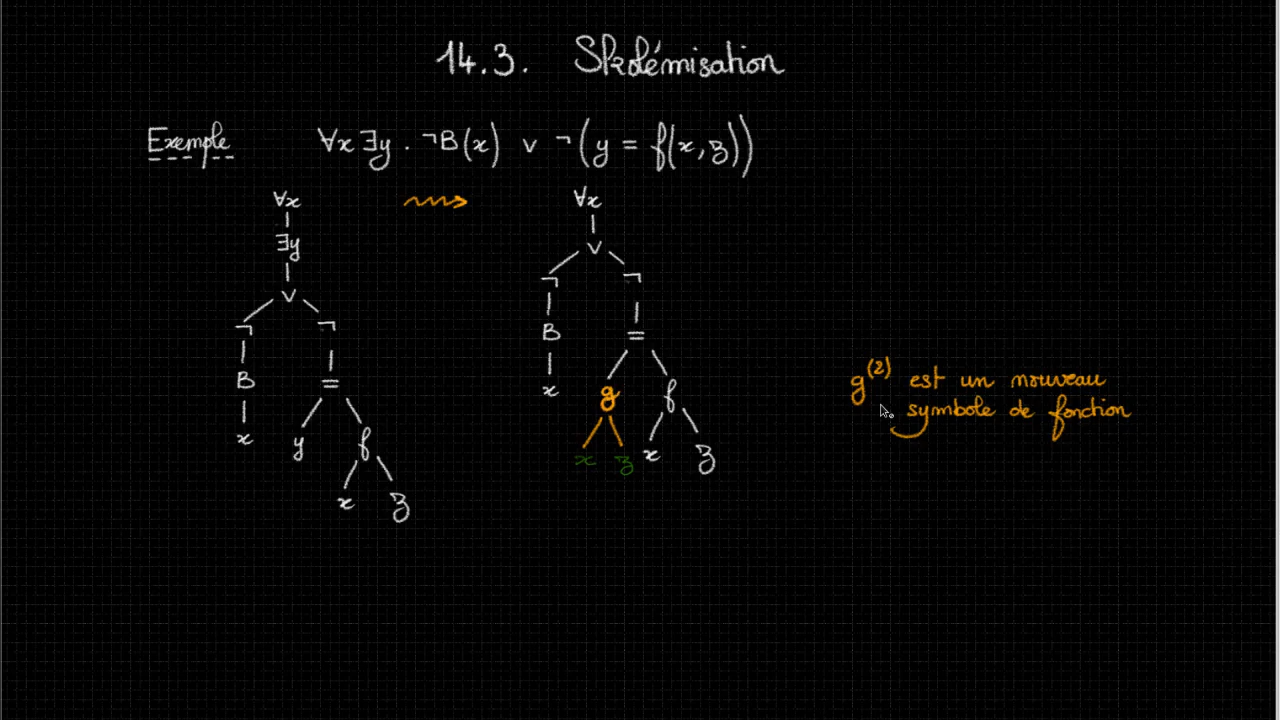 14.3. Skolémisation
Exemple ∀x ∃y . ¬B(x) ∨ ¬(y = f(x,z))
∀x ∀x
∃y ∨
∨ ¬ ¬
¬ ¬ B =
B = x g f
x y f x z x z
x z
g⁽²⁾ est un nouveau
symbole de fonction